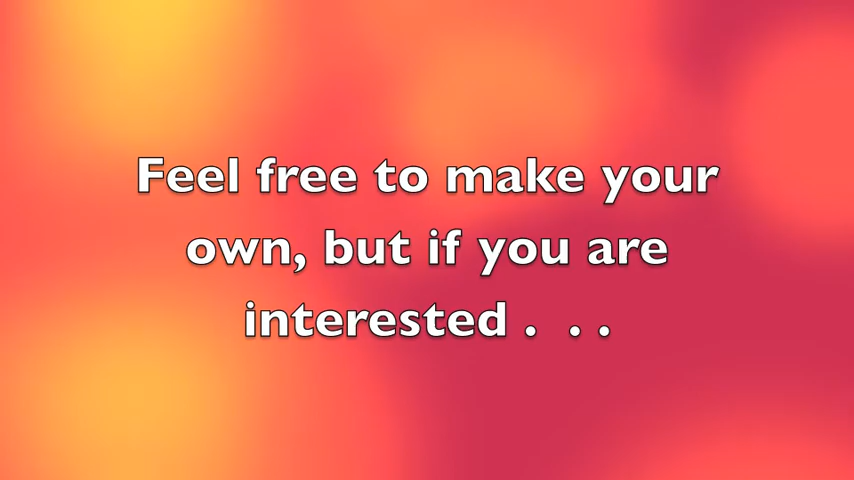 Feel free to make your
own, but if you are
interested .  . .